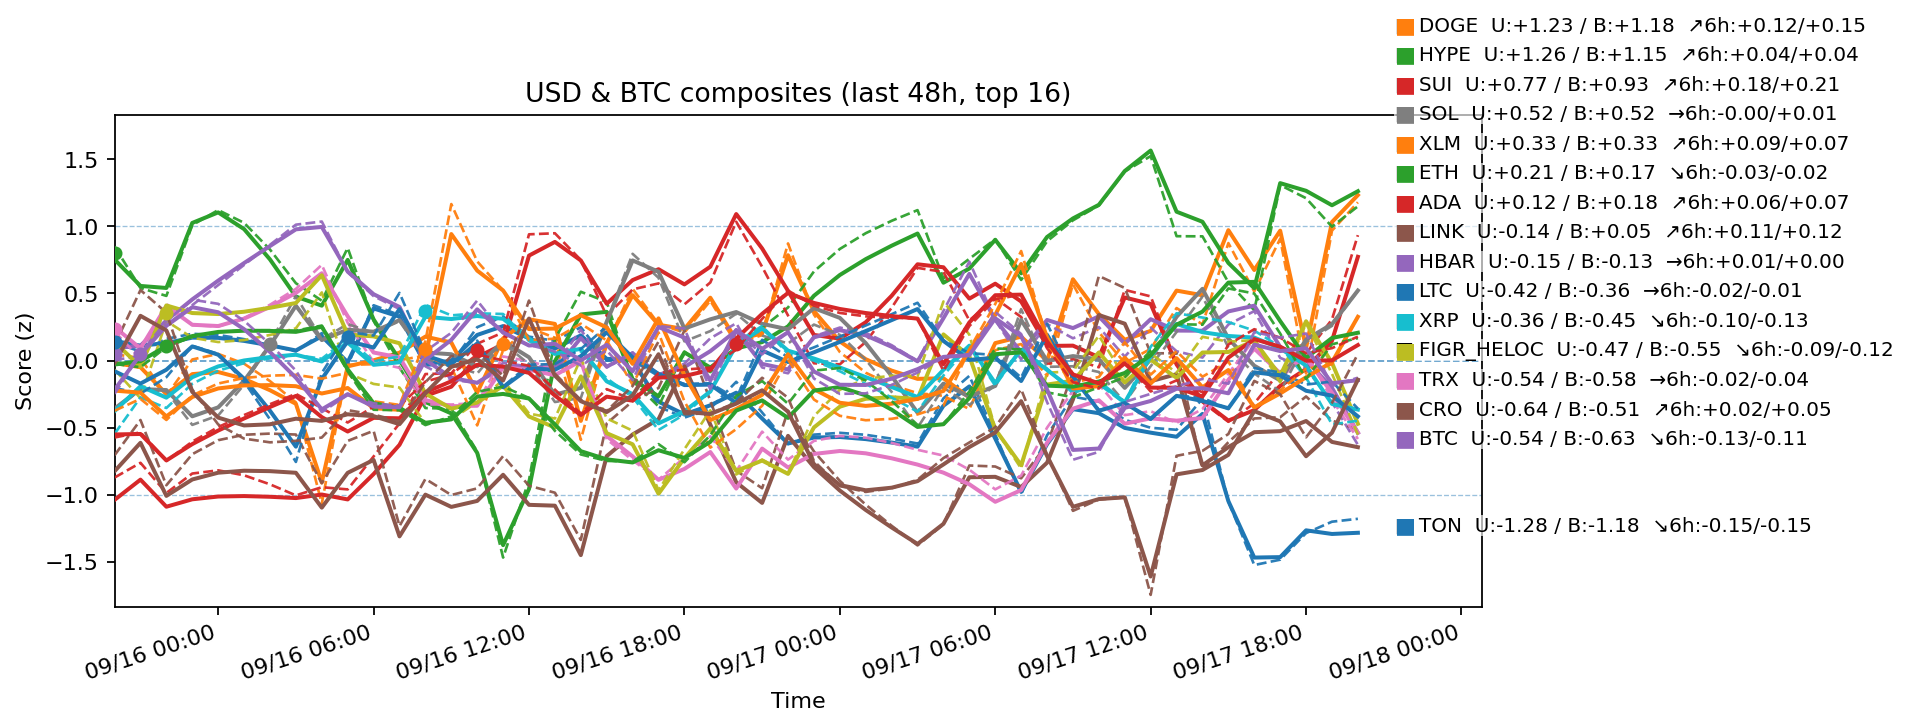 DOGE  U:+1.23 / B:+1.18  ↗6h:+0.12/+0.15
HYPE  U:+1.26 / B:+1.15  ↗6h:+0.04/+0.04
USD & BTC composites (last 48h, top 16)
SUI  U:+0.77 / B:+0.93  ↗6h:+0.18/+0.21
SOL  U:+0.52 / B:+0.52  →6h:-0.00/+0.01
XLM  U:+0.33 / B:+0.33  ↗6h:+0.09/+0.07
ETH  U:+0.21 / B:+0.17  ↘6h:-0.03/-0.02
ADA  U:+0.12 / B:+0.18  ↗6h:+0.06/+0.07
LINK  U:-0.14 / B:+0.05  ↗6h:+0.11/+0.12
HBAR  U:-0.15 / B:-0.13  →6h:+0.01/+0.00
LTC  U:-0.42 / B:-0.36  →6h:-0.02/-0.01
XRP  U:-0.36 / B:-0.45  ↘6h:-0.10/-0.13
FIGR_HELOC  U:-0.47 / B:-0.55  ↘6h:-0.09/-0.12
TRX  U:-0.54 / B:-0.58  →6h:-0.02/-0.04
CRO  U:-0.64 / B:-0.51  ↗6h:+0.02/+0.05
BTC  U:-0.54 / B:-0.63  ↘6h:-0.13/-0.11
TON  U:-1.28 / B:-1.18  ↘6h:-0.15/-0.15
Score (z)
1.5
1.0
0.5
0.0
−0.5
−1.0
−1.5
09/16 00:00
09/16 06:00
09/16 12:00
09/16 18:00
09/17 00:00
09/17 06:00
09/17 12:00
09/17 18:00
09/18 00:00
Time